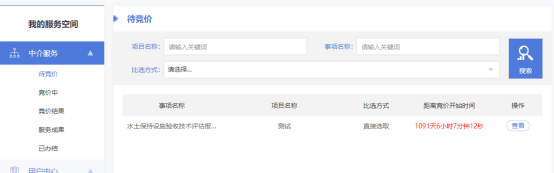 我的服务空间
中介服务
待竞价
竞价中
竞价结果
服务成果
已办结
用户中心
待竞价
项目名称: 请输入关键词 事项名称: 请输入关键词
比选方式: 请选择...
搜索
事项名称 项目名称 比选方式 距离竞价开始时间 操作
水土保持设施验收技术评估报... 测试 直接选取 1091天6小时7分钟12秒 查看